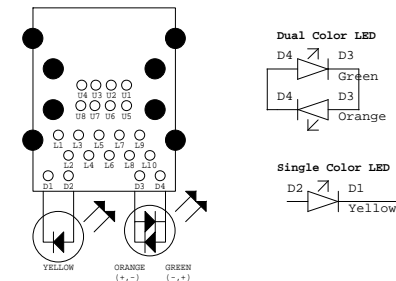 U4 U3 U2 U1
U8 U7 U6 U5
L1 L3 L5 L7 L9
L2 L4 L6 L8 L10
D1 D2 D3 D4
YELLOW ORANGE GREEN
(+,-) (-,+)
Dual Color LED
D4 D3
Green
D4 D3
Orange
Single Color LED
D2 D1
Yellow